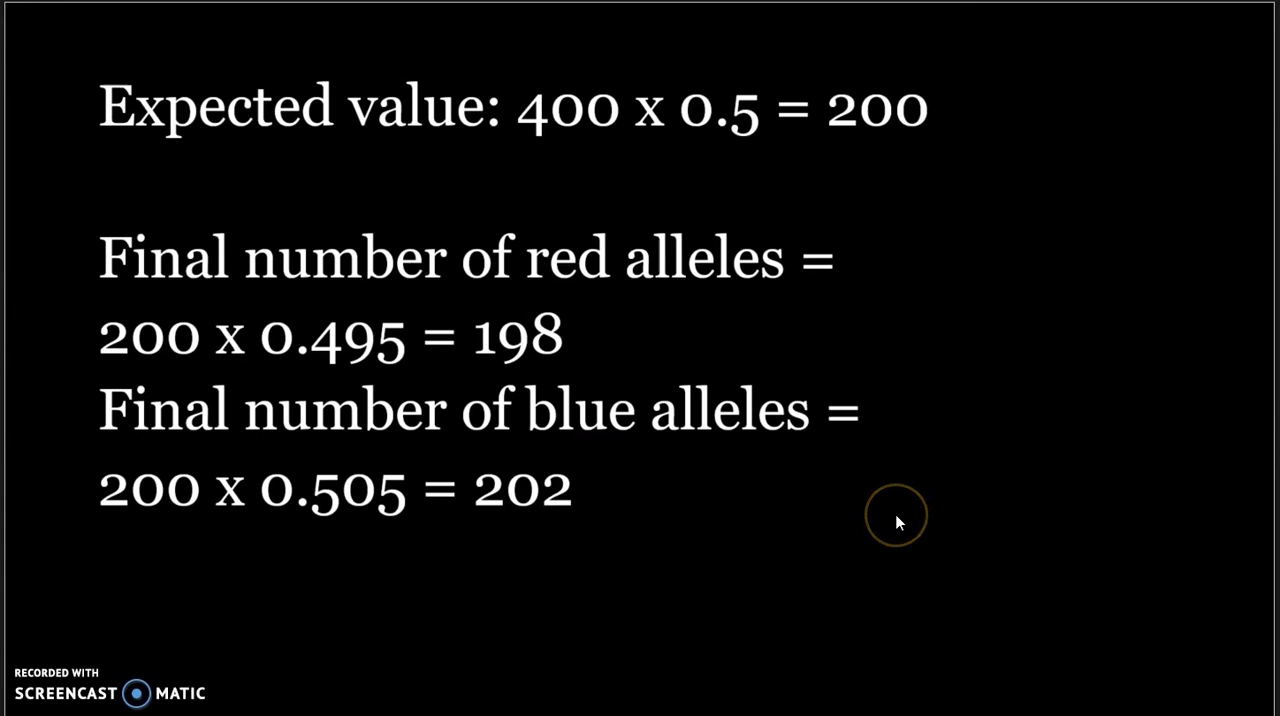 Expected value: 400 x 0.5 = 200
Final number of red alleles =
200 x 0.495 = 198
Final number of blue alleles =
200 x 0.505 = 202
RECORDED WITH
SCREENCAST MATIC